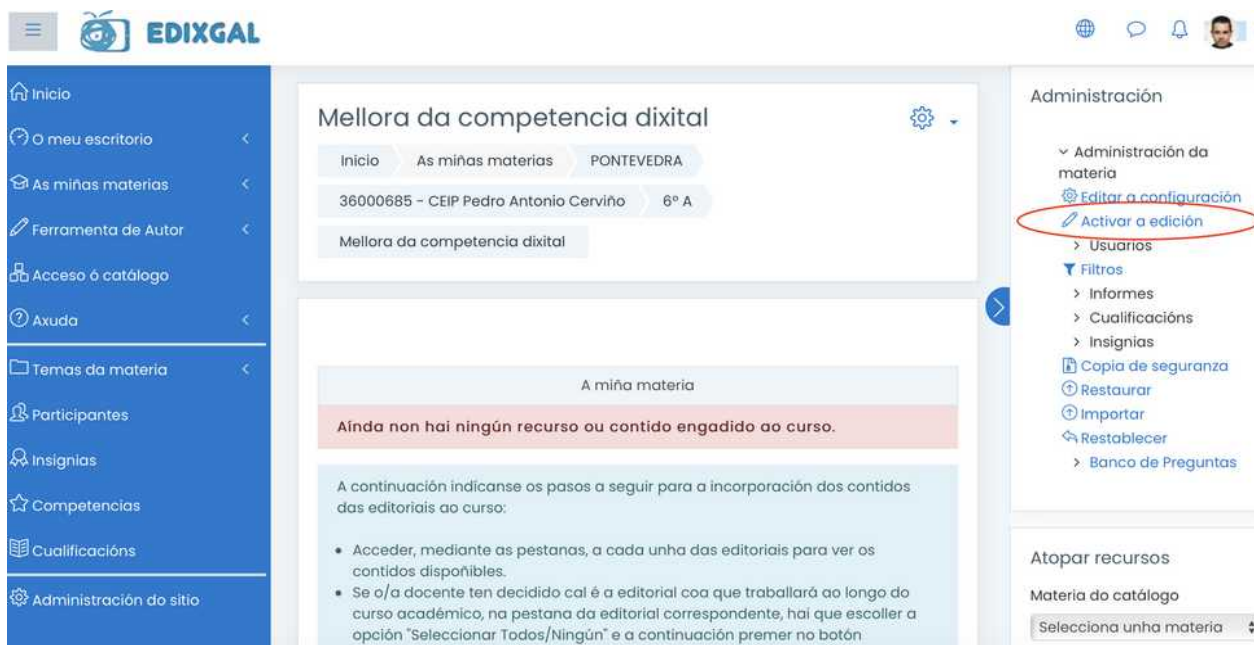 EDIXGAL
Inicio
O meu escritorio
As miñas materias
Ferramenta de Autor
Acceso ó catálogo
Axuda
Temas da materia
Participantes
Insignias
Competencias
Cualificacións
Administración do sitio
Mellora da competencia dixital
Inicio As miñas materias PONTEVEDRA
36000685 - CEIP Pedro Antonio Cerviño 6º A
Mellora da competencia dixital
A miña materia
Aínda non hai ningún recurso ou contido engadido ao curso.
A continuación indícanse os pasos a seguir para a incorporación dos contidos
das editoriais ao curso:
• Acceder, mediante as pestanas, a cada unha das editoriais para ver os
contidos dispoñibles.
• Se o/a docente ten decidido cal é a editorial coa que traballará ao longo do
curso académico, na pestana da editorial correspondente, hai que escoller a
opción "Seleccionar Todos/Ningún" e a continuación premer no botón
Administración
Administración da
materia
Editar a configuración
Activar a edición
Usuarios
Filtros
Informes
Cualificacións
Insignias
Copia de seguranza
Restaurar
Importar
Restablecer
Banco de Preguntas
Atopar recursos
Materia do catálogo
Selecciona unha materia